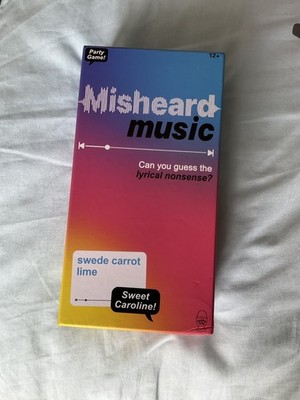 Party
Game!
12+
Misheard
music
Can you guess the
lyrical nonsense?
swede carrot
lime
Sweet
Caroline!